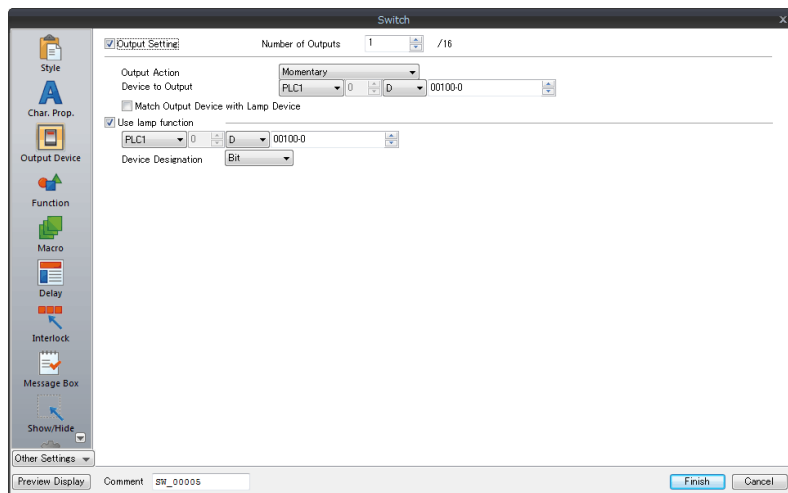 Switch
x
Style
Char. Prop.
Output Device
Function
Macro
Delay
Interlock
Message Box
Show/Hide
Other Settings
Output Setting Number of Outputs 1 /16
Output Action Momentary
Device to Output PLC1 0 D 00100-0
Match Output Device with Lamp Device
Use lamp function
PLC1 0 D 00100-0
Device Designation Bit
Preview Display Comment SW_00005 Finish Cancel